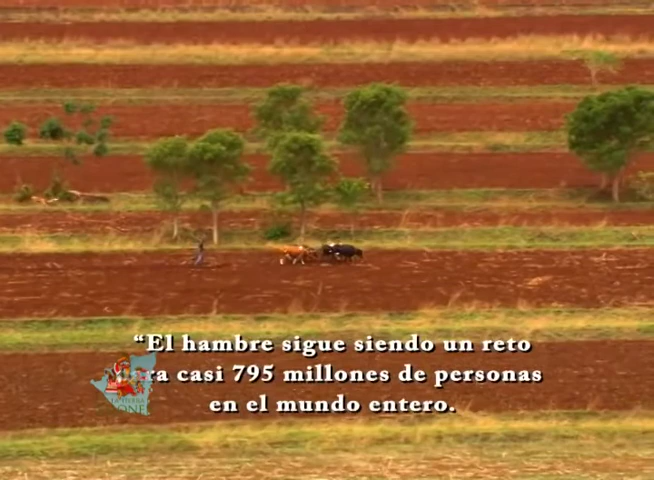 “El hambre sigue siendo un reto
casi 795 millones de personas
en el mundo entero.